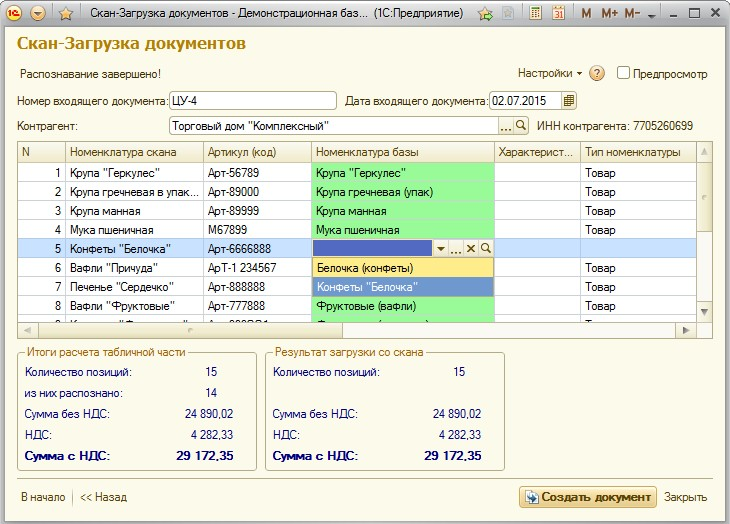 Скан-Загрузка документов - Демонстрационная баз... (1С:Предприятие)
M M+ M-
Скан-Загрузка документов
Распознавание завершено!
Настройки ? Предпросмотр
Номер входящего документа: ЦУ-4 Дата входящего документа: 02.07.2015
Контрагент: Торговый дом "Комплексный" ... ИНН контрагента: 7705260699
N Номенклатура скана Артикул (код) Номенклатура базы Характерист... Тип номенклатуры
1 Крупа "Геркулес" Арт-56789 Крупа "Геркулес" Товар
2 Крупа гречневая в упак... Арт-89000 Крупа гречневая (упак) Товар
3 Крупа манная Арт-89999 Крупа манная Товар
4 Мука пшеничная М67899 Мука пшеничная Товар
5 Конфеты "Белочка" Арт-6666888 ...
6 Вафли "Причуда" АрТ-1 234567 Белочка (конфеты) Товар
7 Печенье "Сердечко" Арт-888888 Конфеты "Белочка" Товар
8 Вафли "Фруктовые" Арт-777888 Фруктовые (вафли) Товар
Итоги расчета табличной части Результат загрузки со скана
Количество позиций: 15 Количество позиций: 15
из них распознано: 14
Сумма без НДС: 24 890,02 Сумма без НДС: 24 890,02
НДС: 4 282,33 НДС: 4 282,33
Сумма с НДС: 29 172,35 Сумма с НДС: 29 172,35
В начало << Назад Создать документ Закрыть